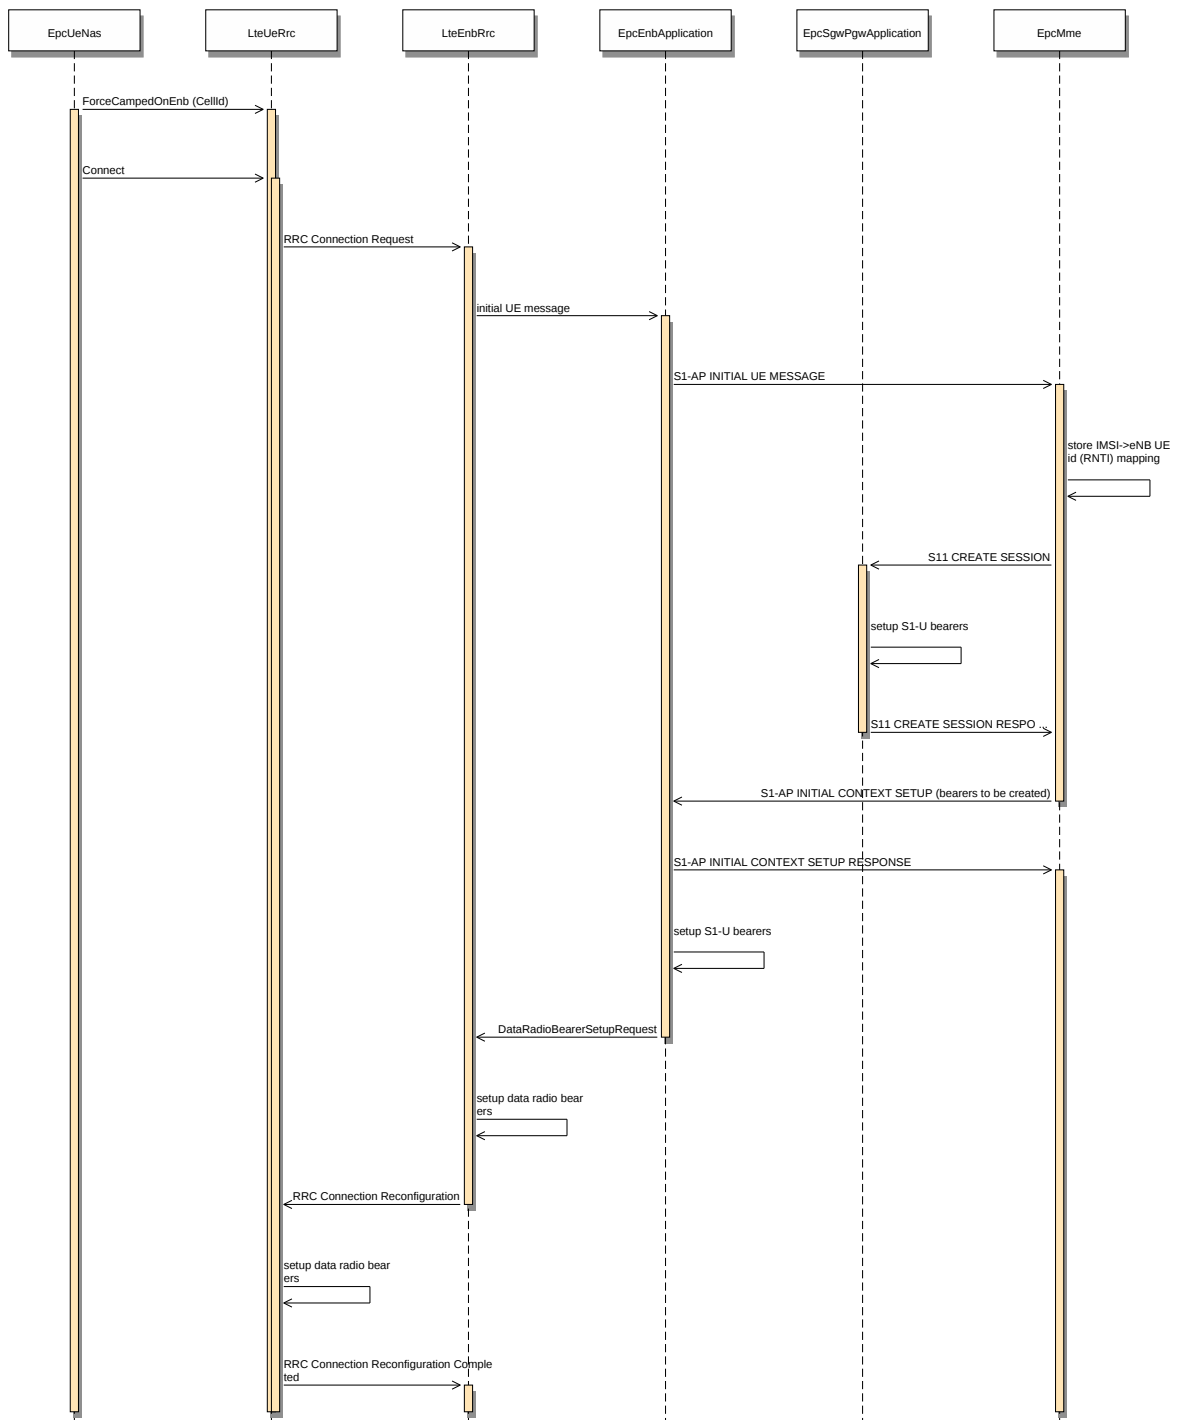 EpcUeNas
LteUeRrc
LteEnbRrc
EpcEnbApplication
EpcSgwPgwApplication
EpcMme
ForceCampedOnEnb (CellId)
Connect
RRC Connection Request
initial UE message
S1-AP INITIAL UE MESSAGE
store IMSI->eNB UE
id (RNTI) mapping
S11 CREATE SESSION
setup S1-U bearers
S11 CREATE SESSION RESPO ...
S1-AP INITIAL CONTEXT SETUP (bearers to be created)
S1-AP INITIAL CONTEXT SETUP RESPONSE
setup S1-U bearers
DataRadioBearerSetupRequest
setup data radio bear
ers
RRC Connection Reconfiguration
setup data radio bear
ers
RRC Connection Reconfiguration Comple
ted